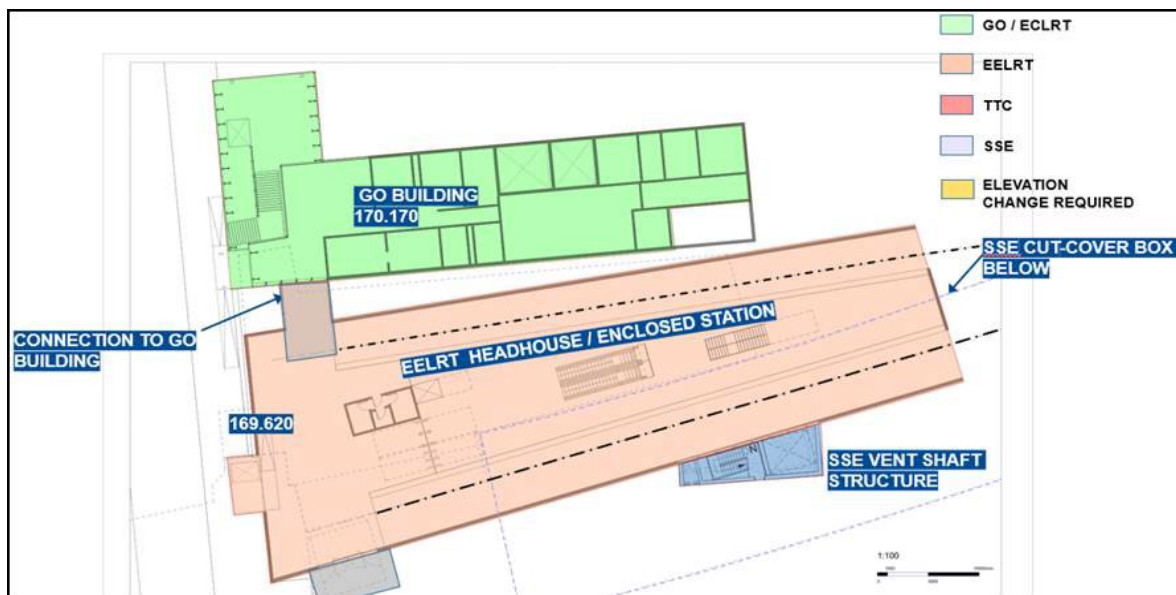 GO / ECLRT
EELRT
TTC
SSE
ELEVATION
CHANGE REQUIRED
GO BUILDING
170.170
SSE CUT-COVER BOX
BELOW
CONNECTION TO GO
BUILDING
EELRT HEADHOUSE / ENCLOSED STATION
169.620
N
SSE VENT SHAFT
STRUCTURE
1:100